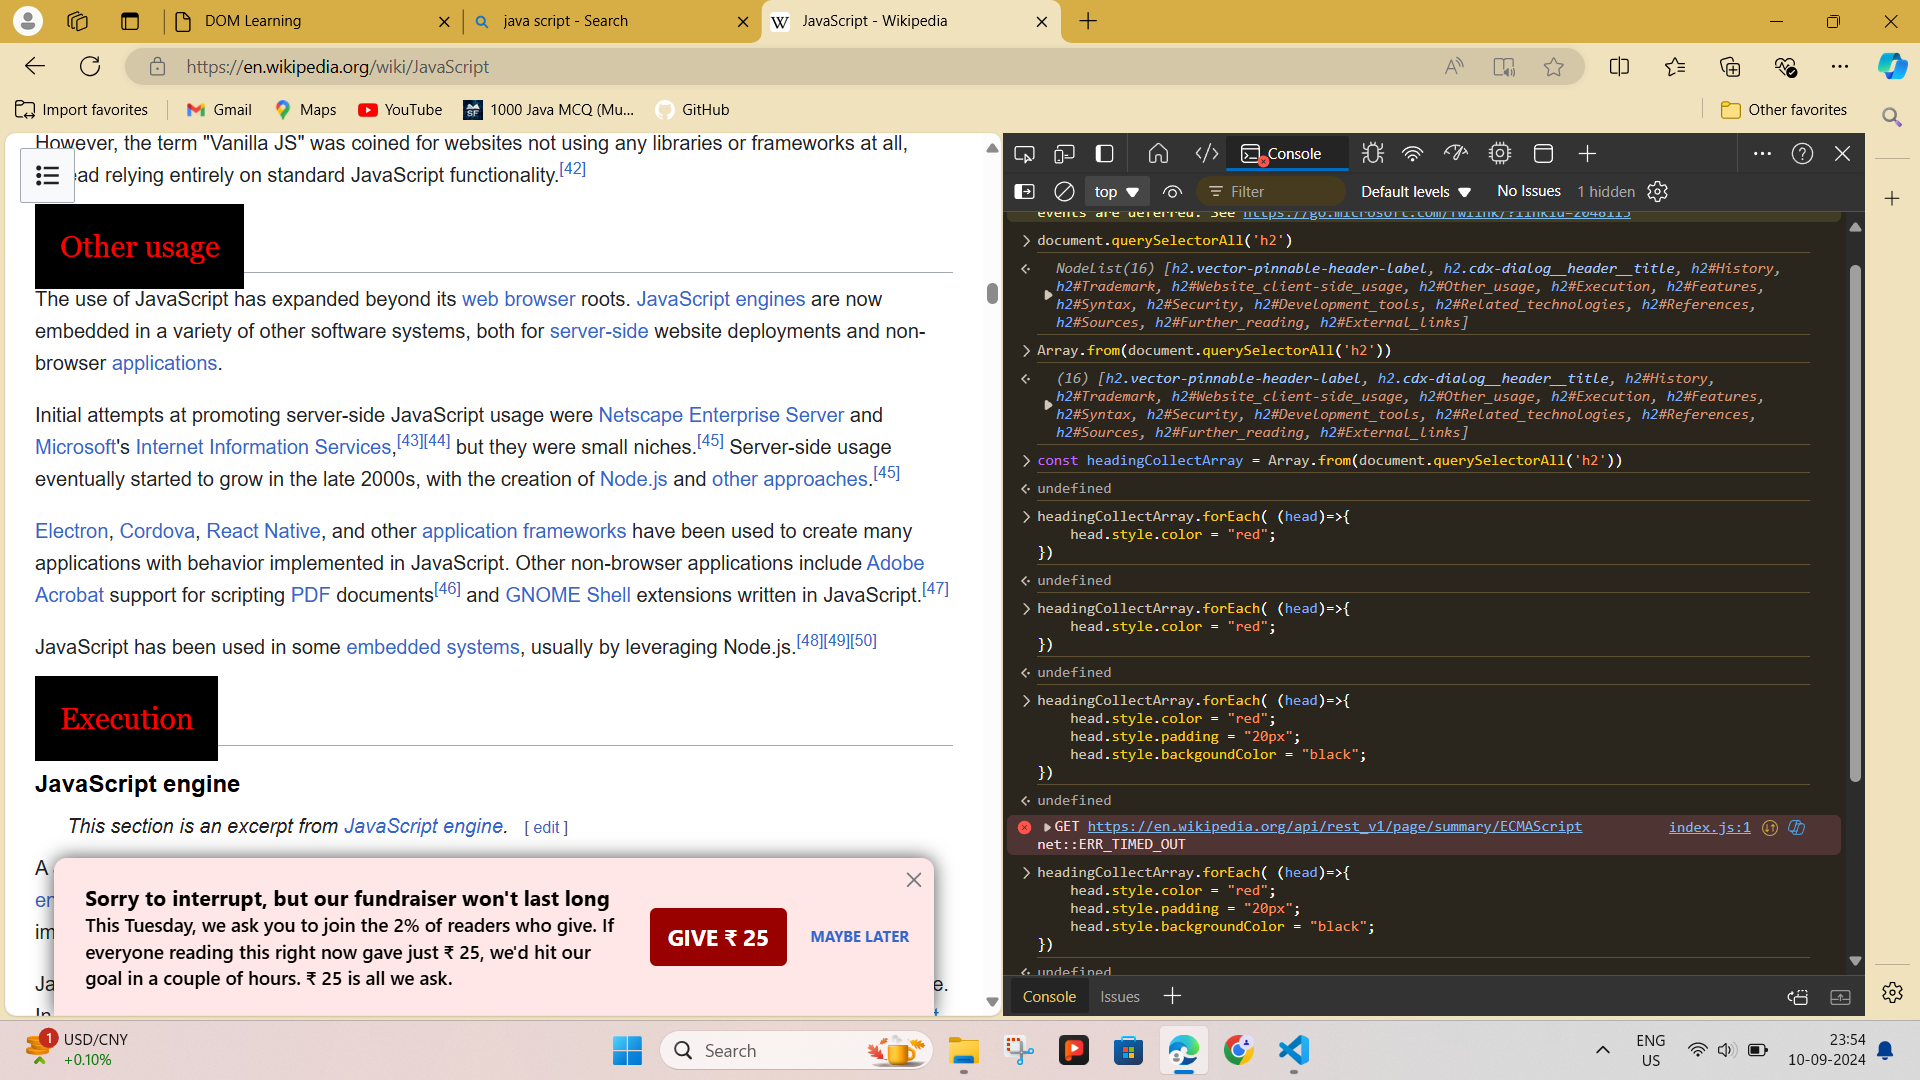 DOM Learning
java script - Search
W JavaScript - Wikipedia
https://en.wikipedia.org/wiki/JavaScript
Import favorites
Gmail
Maps
YouTube
1000 Java MCQ (Mu...
GitHub
Other favorites
However, the term "Vanilla JS" was coined for websites not using any libraries or frameworks at all,
ead relying entirely on standard JavaScript functionality.[42]
Other usage
The use of JavaScript has expanded beyond its web browser roots. JavaScript engines are now
embedded in a variety of other software systems, both for server-side website deployments and non-
browser applications.
Initial attempts at promoting server-side JavaScript usage were Netscape Enterprise Server and
Microsoft's Internet Information Services,[43][44] but they were small niches.[45] Server-side usage
eventually started to grow in the late 2000s, with the creation of Node.js and other approaches.[45]
Electron, Cordova, React Native, and other application frameworks have been used to create many
applications with behavior implemented in JavaScript. Other non-browser applications include Adobe
Acrobat support for scripting PDF documents[46] and GNOME Shell extensions written in JavaScript.[47]
JavaScript has been used in some embedded systems, usually by leveraging Node.js.[48][49][50]
Execution
JavaScript engine
This section is an excerpt from JavaScript engine. [ edit ]
A
en
im
Ja
e.
In
Sorry to interrupt, but our fundraiser won't last long
This Tuesday, we ask you to join the 2% of readers who give. If
everyone reading this right now gave just ₹ 25, we'd hit our
goal in a couple of hours. ₹ 25 is all we ask.
GIVE ₹ 25
MAYBE LATER
Console
top
Filter
Default levels
No Issues
1 hidden
events are deferred. See https://go.microsoft.com/fwlink/?linkid=2048113
document.querySelectorAll('h2')
NodeList(16) [h2.vector-pinnable-header-label, h2.cdx-dialog__header__title, h2#History,
h2#Trademark, h2#Website_client-side_usage, h2#Other_usage, h2#Execution, h2#Features,
h2#Syntax, h2#Security, h2#Development_tools, h2#Related_technologies, h2#References,
h2#Sources, h2#Further_reading, h2#External_links]
Array.from(document.querySelectorAll('h2'))
(16) [h2.vector-pinnable-header-label, h2.cdx-dialog__header__title, h2#History,
h2#Trademark, h2#Website_client-side_usage, h2#Other_usage, h2#Execution, h2#Features,
h2#Syntax, h2#Security, h2#Development_tools, h2#Related_technologies, h2#References,
h2#Sources, h2#Further_reading, h2#External_links]
const headingCollectArray = Array.from(document.querySelectorAll('h2'))
undefined
headingCollectArray.forEach( (head)=>{
head.style.color = "red";
})
undefined
headingCollectArray.forEach( (head)=>{
head.style.color = "red";
})
undefined
headingCollectArray.forEach( (head)=>{
head.style.color = "red";
head.style.padding = "20px";
head.style.backgoundColor = "black";
})
undefined
GET https://en.wikipedia.org/api/rest_v1/page/summary/ECMAScript index.js:1
net::ERR_TIMED_OUT
headingCollectArray.forEach( (head)=>{
head.style.color = "red";
head.style.padding = "20px";
head.style.backgroundColor = "black";
})
undefined
Console
Issues
1
USD/CNY
+0.10%
Search
ENG
US
23:54
10-09-2024